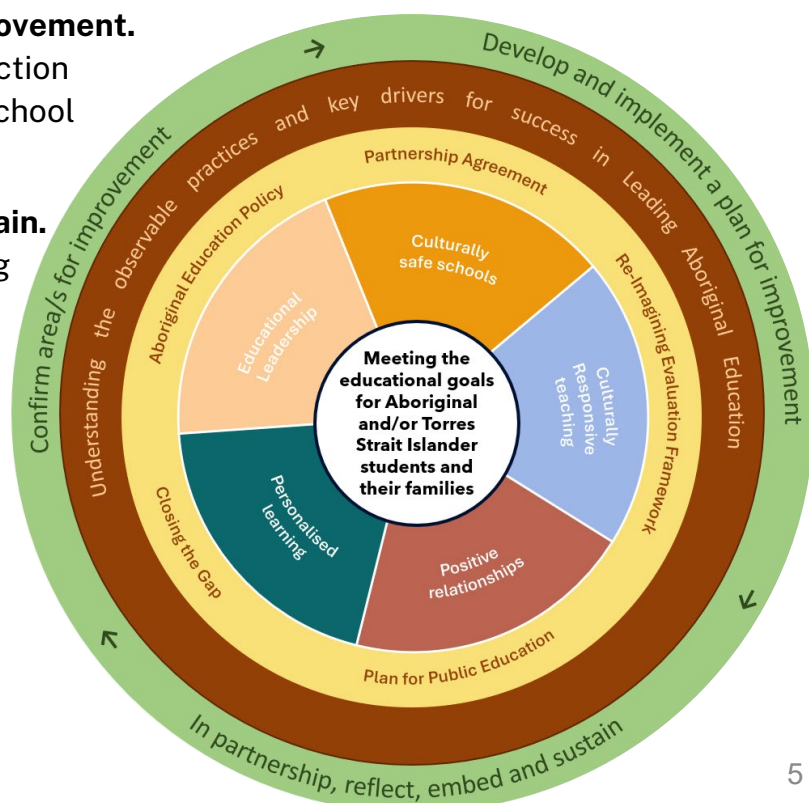 ovement.
ction
chool
ain.
g
Confirm area/s for improvement
Develop and implement a plan for improvement
In partnership, reflect, embed and sustain
Understanding the observable practices and key drivers for success in Leading Aboriginal Education
Aboriginal Education Policy
Partnership Agreement
Re-Imagining Evaluation Framework
Plan for Public Education
Closing the Gap
Educational
Leadership
Culturally
safe schools
Culturally
Responsive
teaching
Positive
relationships
Personalised
learning
Meeting the
educational goals
for Aboriginal
and/or Torres
Strait Islander
students and
their families
5